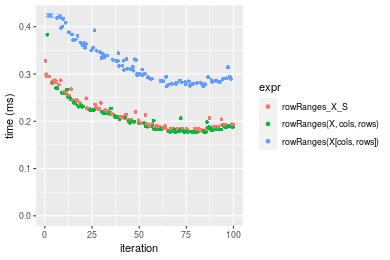 0.4
0.3
0.2
0.1
0.0
time (ms)
0
25
50
75
100
iteration
expr
rowRanges_X_S
rowRanges(X, cols, rows)
rowRanges(X[cols, rows])